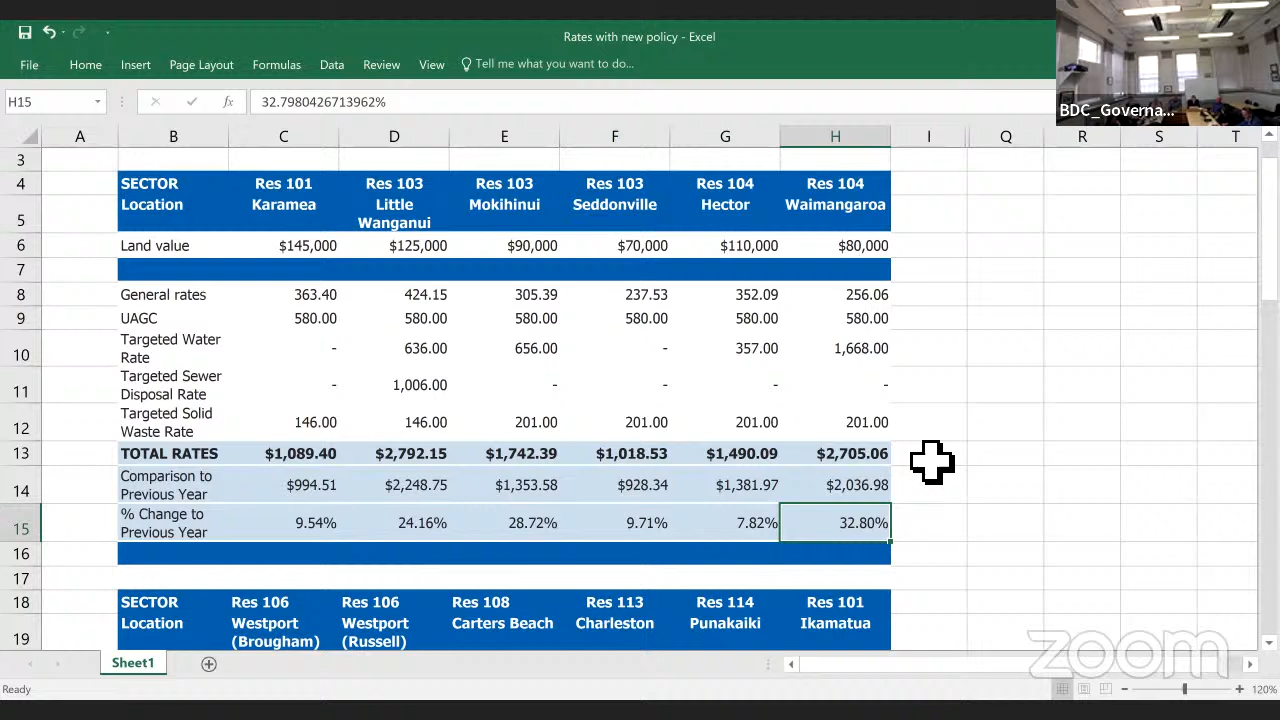 Rates with new policy - Excel
File Home Insert Page Layout Formulas Data Review View Tell me what you want to do...
H15 fx 32.7980426713962%
BDC_Governa...
A B C D E F G H I Q R S T
3
4 SECTOR Res 101 Res 103 Res 103 Res 103 Res 104 Res 104
5 Location Karamea Little Mokihinui Seddonville Hector Waimangaroa
Wanganui
6 Land value $145,000 $125,000 $90,000 $70,000 $110,000 $80,000
7
8 General rates 363.40 424.15 305.39 237.53 352.09 256.06
9 UAGC 580.00 580.00 580.00 580.00 580.00 580.00
10 Targeted Water - 636.00 656.00 - 357.00 1,668.00
Rate
11 Targeted Sewer - 1,006.00 - - - -
Disposal Rate
12 Targeted Solid 146.00 146.00 201.00 201.00 201.00 201.00
Waste Rate
13 TOTAL RATES $1,089.40 $2,792.15 $1,742.39 $1,018.53 $1,490.09 $2,705.06
14 Comparison to $994.51 $2,248.75 $1,353.58 $928.34 $1,381.97 $2,036.98
Previous Year
15 % Change to 9.54% 24.16% 28.72% 9.71% 7.82% 32.80%
Previous Year
16
17
18 SECTOR Res 106 Res 106 Res 108 Res 113 Res 114 Res 101
19 Location Westport Westport Carters Beach Charleston Punakaiki Ikamatua
(Brougham) (Russell)
zoom
Sheet1
Ready 120%